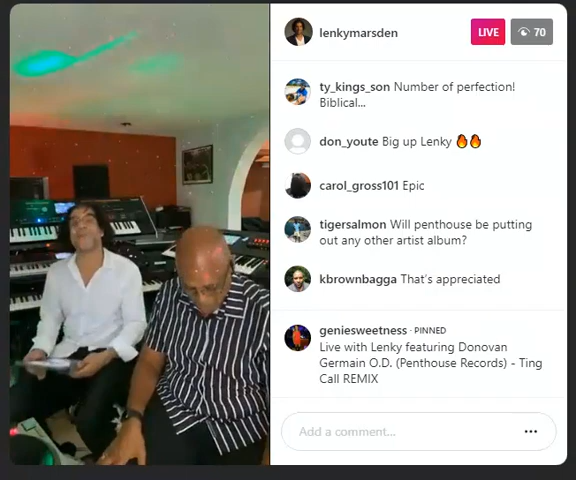 lenkymarsden
LIVE
70
ty_kings_son Number of perfection!
Biblical...
don_youte Big up Lenky 🔥🔥
carol_gross101 Epic
tigersalmon Will penthouse be putting
out any other artist album?
kbrownbagga That's appreciated
geniesweetness · PINNED
Live with Lenky featuring Donovan
Germain O.D. (Penthouse Records) - Ting
Call REMIX
Add a comment...